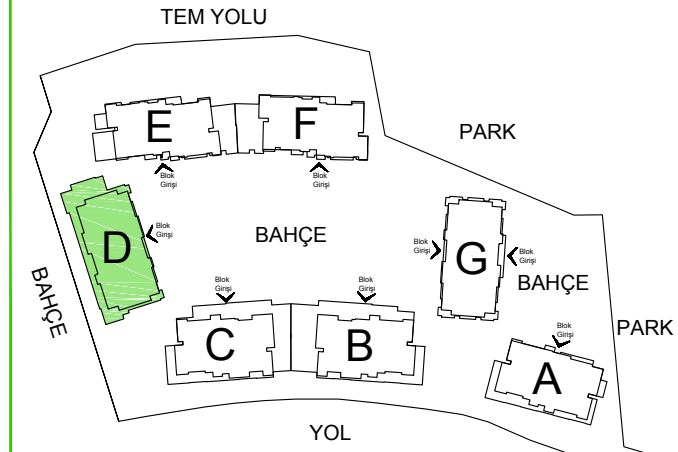 TEM YOLU
E
F
PARK
Blok
Girişi
Blok
Girişi
D
Blok
Girişi
BAHÇE
Blok
Girişi
G
Blok
Girişi
BAHÇE
BAHÇE
Blok
Girişi
Blok
Girişi
C
B
Blok
Girişi
PARK
A
YOL